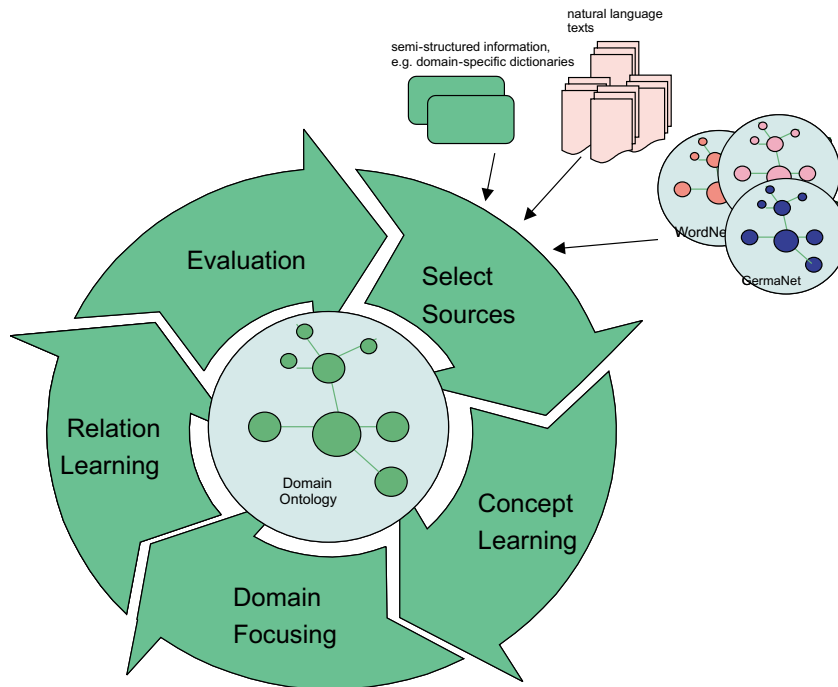 natural language
texts
semi-structured information,
e.g. domain-specific dictionaries
WordNe
GermaNet
Evaluation
Select
Sources
Relation
Learning
Domain
Ontology
Concept
Learning
Domain
Focusing